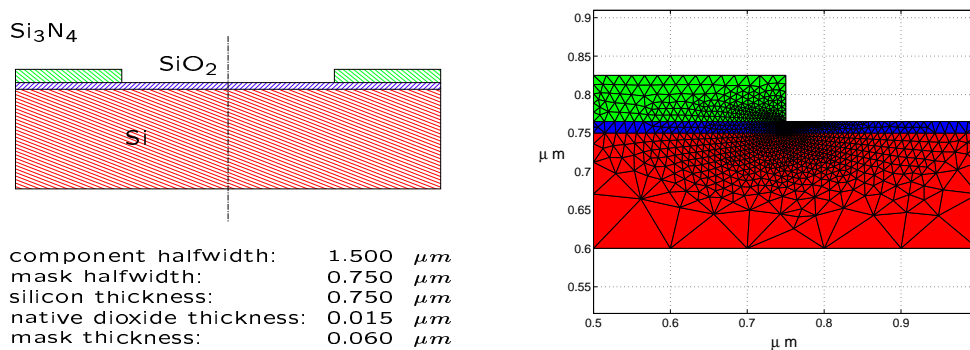 Si3N4
SiO2
Si
component halfwidth: 1.500 μm
mask halfwidth: 0.750 μm
silicon thickness: 0.750 μm
native dioxide thickness: 0.015 μm
mask thickness: 0.060 μm
0.9
0.85
0.8
0.75
μ m
0.7
0.65
0.6
0.55
0.5 0.6 0.7 0.8 0.9
μ m